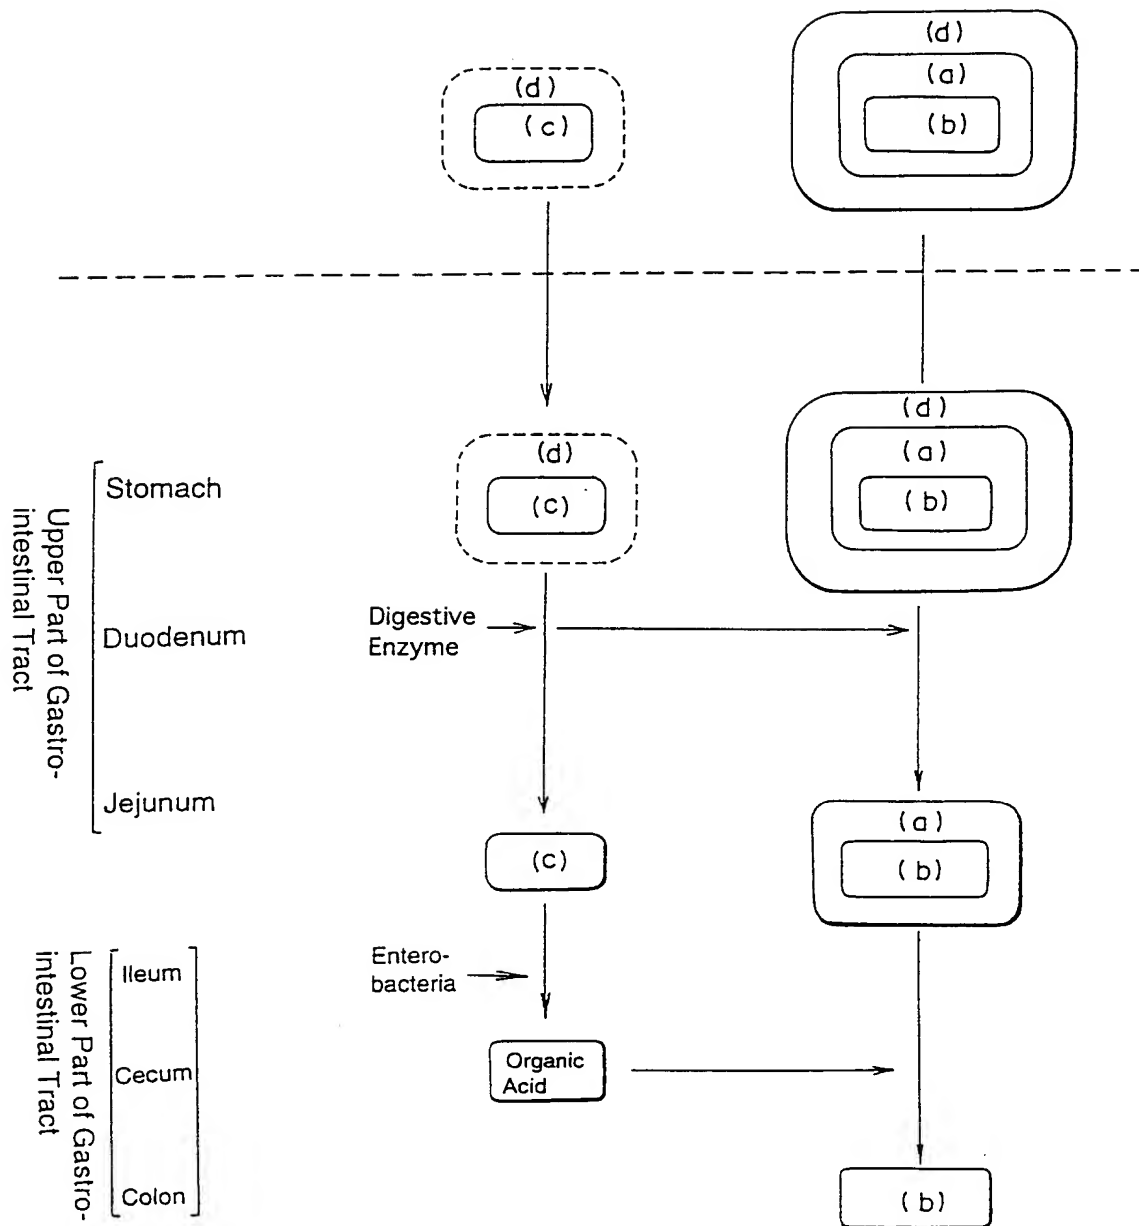 (d)
(a)
(b)
(d)
(c)
(d)
(a)
(b)
(d)
(c)
Upper Part of Gastro-
intestinal Tract
Stomach
Duodenum
Jejunum
Digestive
Enzyme
(a)
(b)
(c)
Lower Part of Gastro-
intestinal Tract
Ileum
Cecum
Colon
Entero-
bacteria
Organic
Acid
(b)